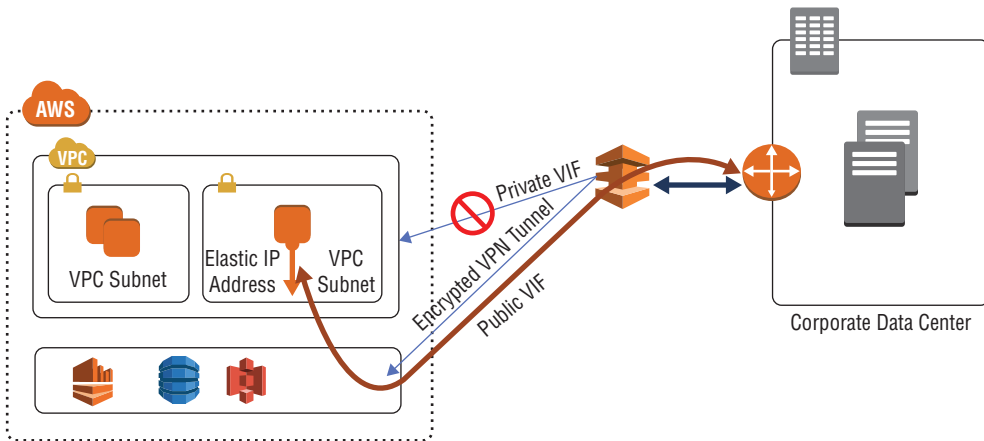 AWS
VPC
VPC Subnet
Elastic IP
Address
VPC
Subnet
Private VIF
Encrypted VPN Tunnel
Public VIF
Corporate Data Center